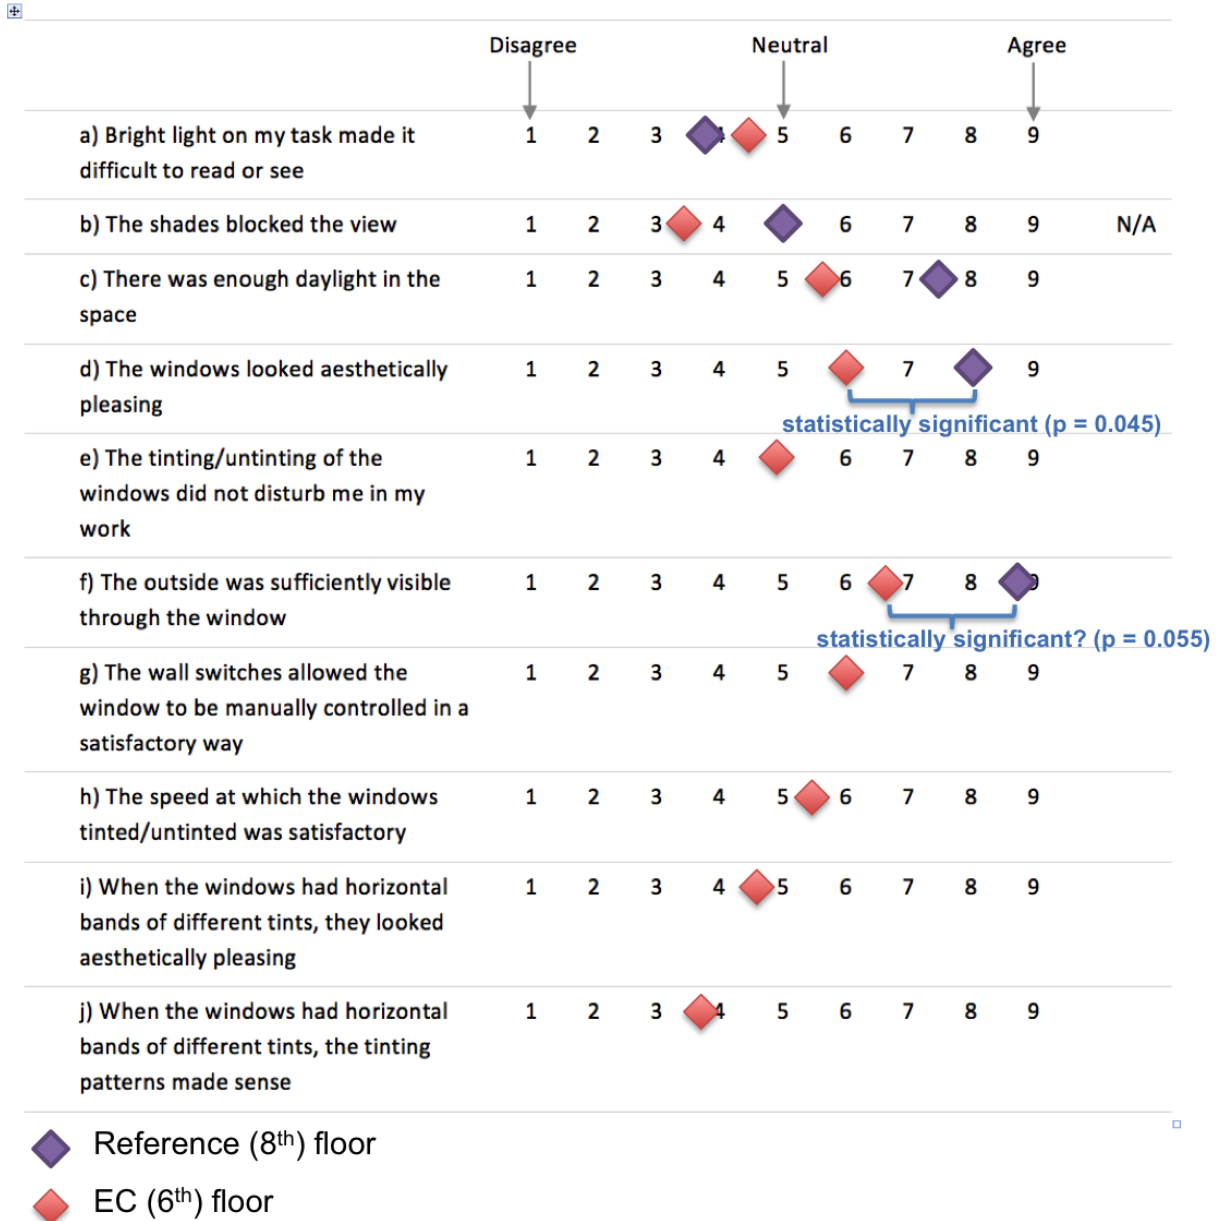 Disagree Neutral Agree
a) Bright light on my task made it 1 2 3 4 5 6 7 8 9
difficult to read or see
b) The shades blocked the view 1 2 3 4 6 7 8 9 N/A
c) There was enough daylight in the 1 2 3 4 5 6 7 8 9
space
d) The windows looked aesthetically 1 2 3 4 5 7 9
pleasing
statistically significant (p = 0.045)
e) The tinting/untinting of the 1 2 3 4 6 7 8 9
windows did not disturb me in my
work
f) The outside was sufficiently visible 1 2 3 4 5 6 7 8 9
through the window
statistically significant? (p = 0.055)
g) The wall switches allowed the 1 2 3 4 5 7 8 9
window to be manually controlled in a
satisfactory way
h) The speed at which the windows 1 2 3 4 5 6 7 8 9
tinted/untinted was satisfactory
i) When the windows had horizontal 1 2 3 4 5 6 7 8 9
bands of different tints, they looked
aesthetically pleasing
j) When the windows had horizontal 1 2 3 4 5 6 7 8 9
bands of different tints, the tinting
patterns made sense
Reference (8th) floor
EC (6th) floor